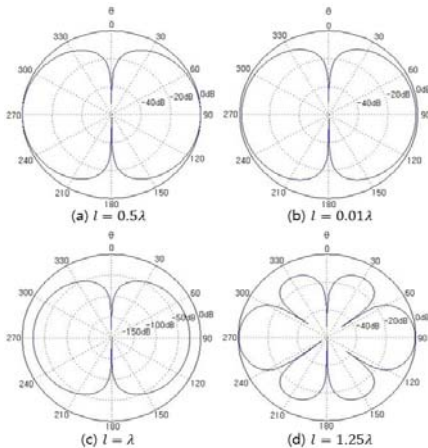 θ
0
330
30
300
60
270
90
240
120
210
150
180
-40dB
-20dB
0dB
(a) l = 0.5λ
θ
0
330
30
300
60
270
90
240
120
210
150
180
-40dB
-20dB
0dB
(b) l = 0.01λ
θ
0
330
30
300
60
270
90
240
120
210
150
180
-150dB
-100dB
-50dB
0dB
(c) l = λ
θ
0
330
30
300
60
270
90
240
120
210
150
180
-40dB
-20dB
0dB
(d) l = 1.25λ